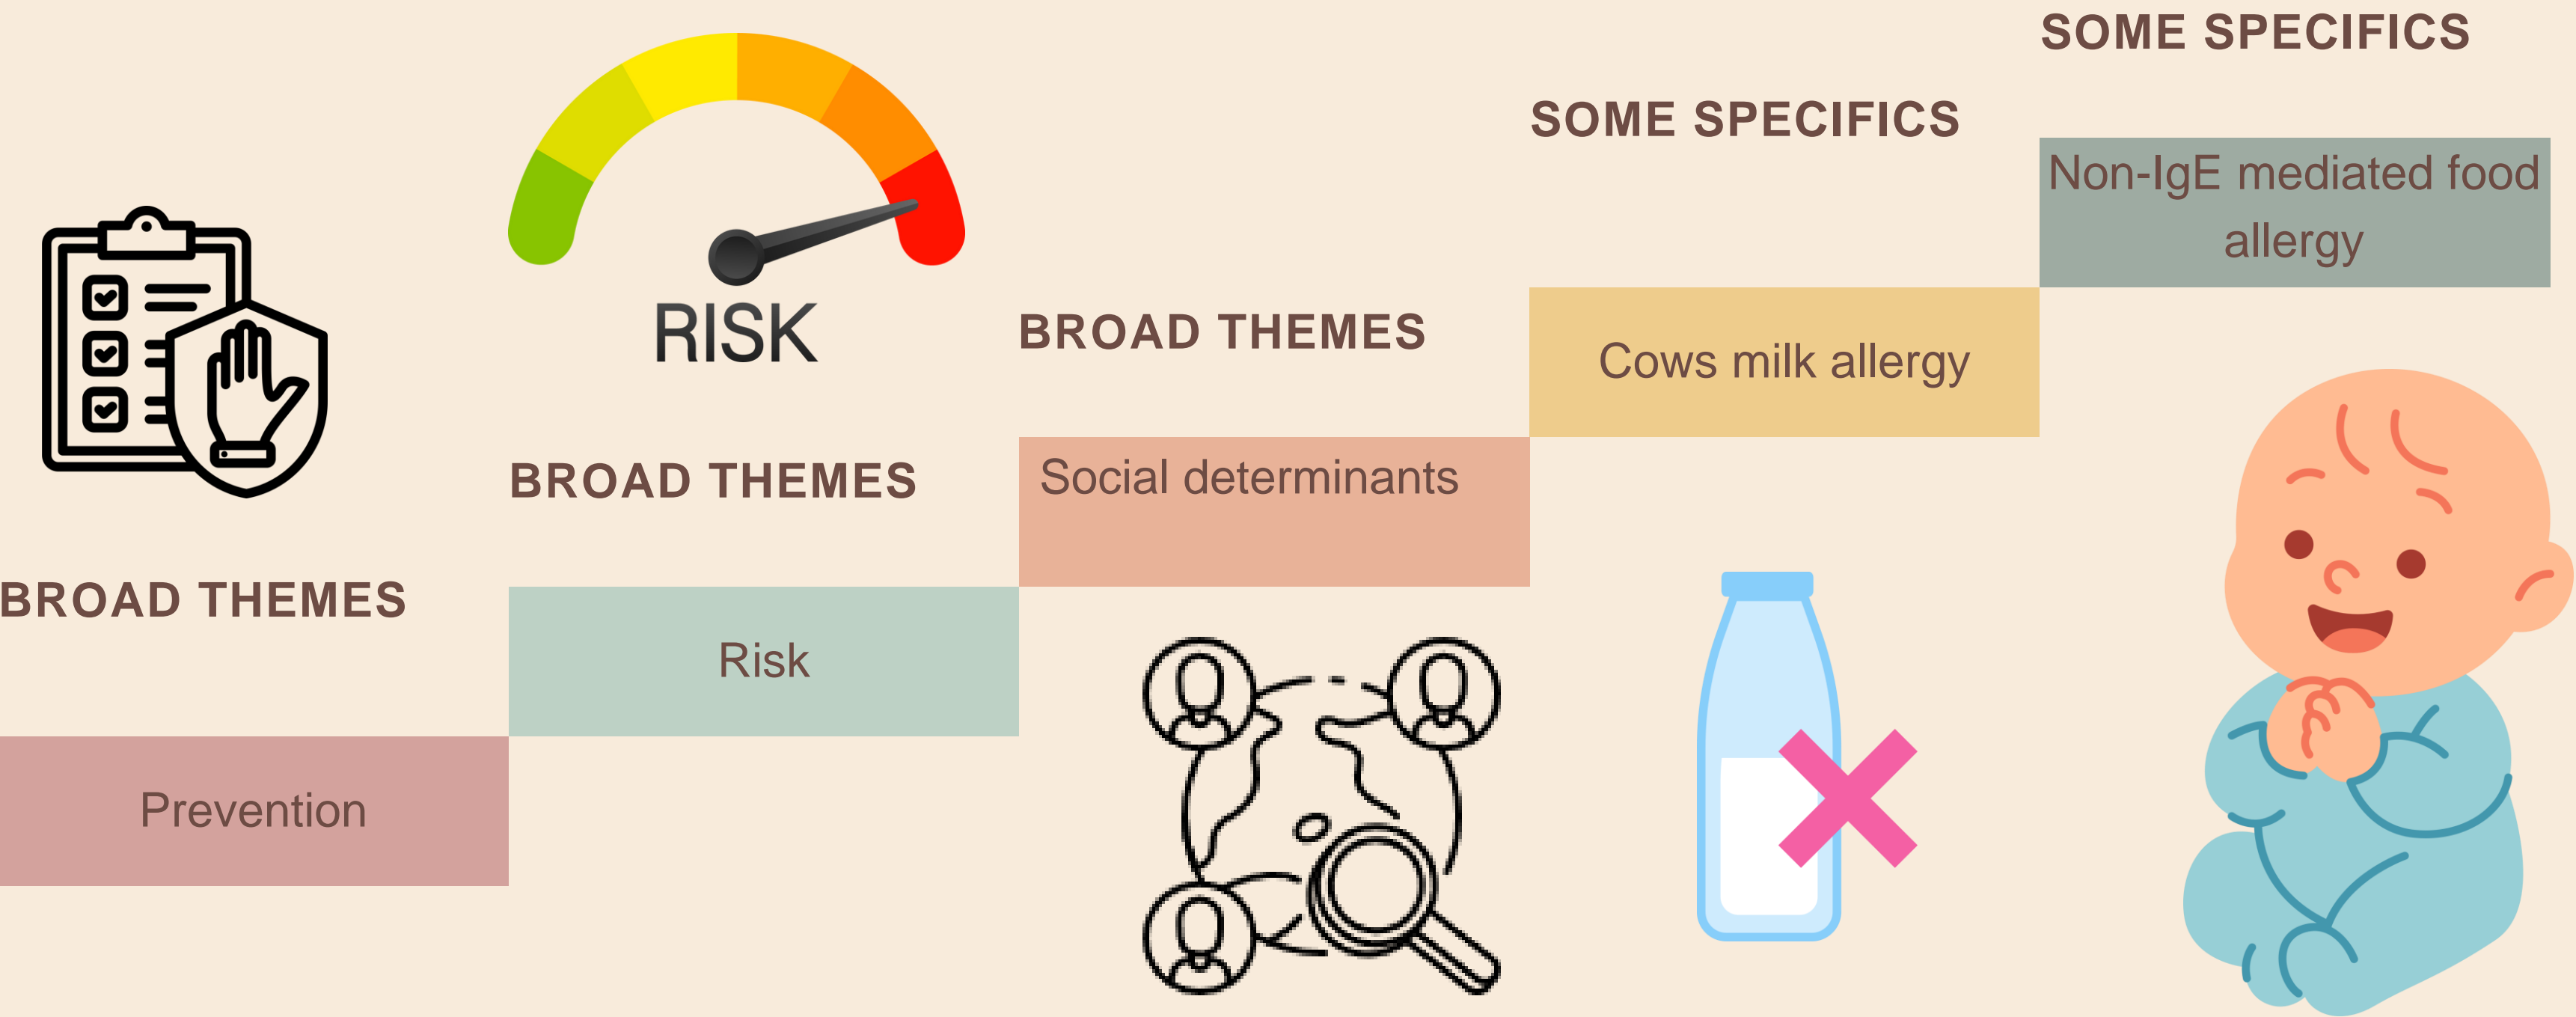 BROAD THEMES
Prevention
RISK
BROAD THEMES
Risk
BROAD THEMES
Social determinants
SOME SPECIFICS
Cows milk allergy
SOME SPECIFICS
Non-IgE mediated food
allergy